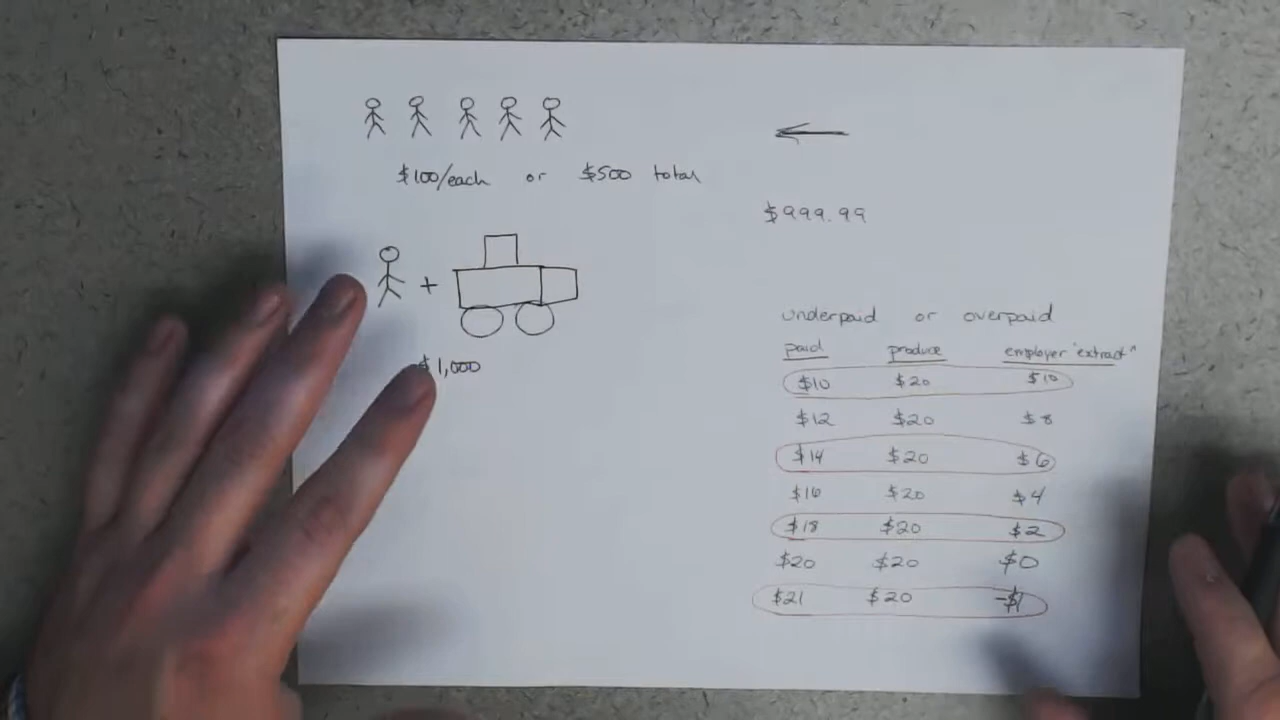 $100/each or $500 total
$999.99
$1,000
underpaid or overpaid
paid produce employer "extract"
$10 $20 $10
$12 $20 $8
$14 $20 $6
$16 $20 $4
$18 $20 $2
$20 $20 $0
$21 $20 -$1